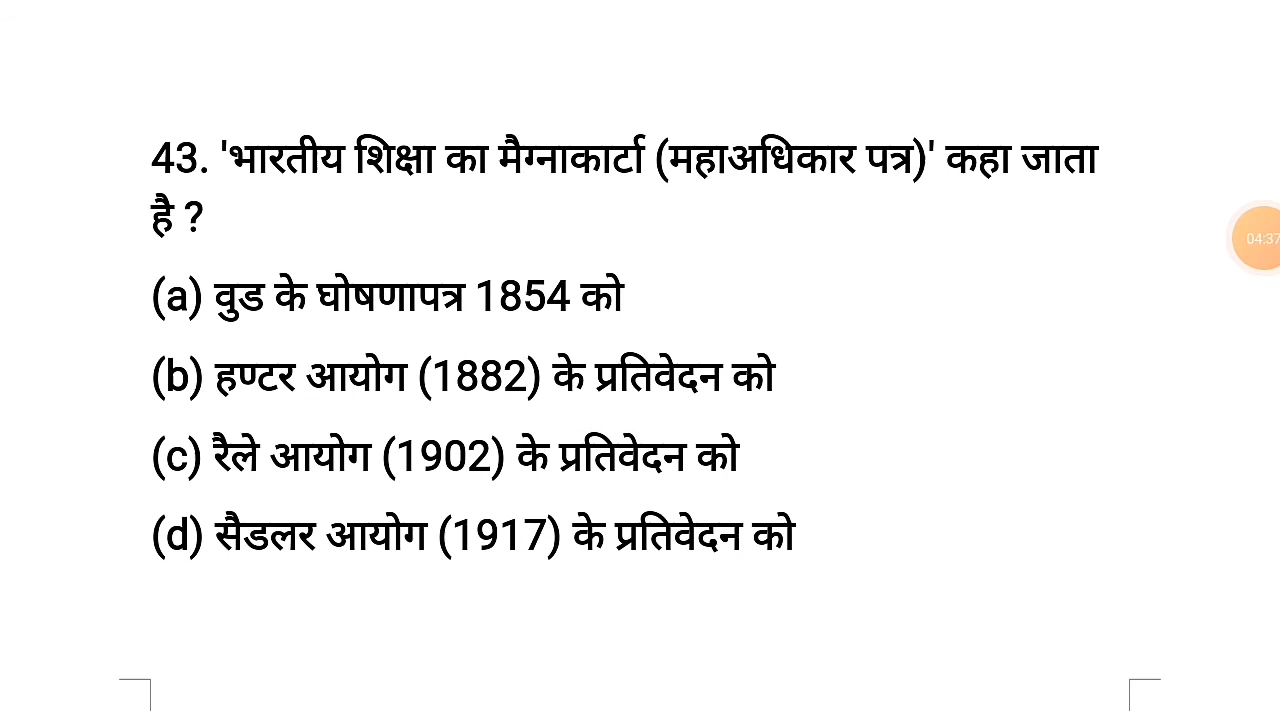 43. 'भारतीय शिक्षा का मैग्नाकार्टा (महाअधिकार पत्र)' कहा जाता
है ?
(a) वुड के घोषणापत्र 1854 को
(b) हण्टर आयोग (1882) के प्रतिवेदन को
(c) रैले आयोग (1902) के प्रतिवेदन को
(d) सैडलर आयोग (1917) के प्रतिवेदन को
04:37